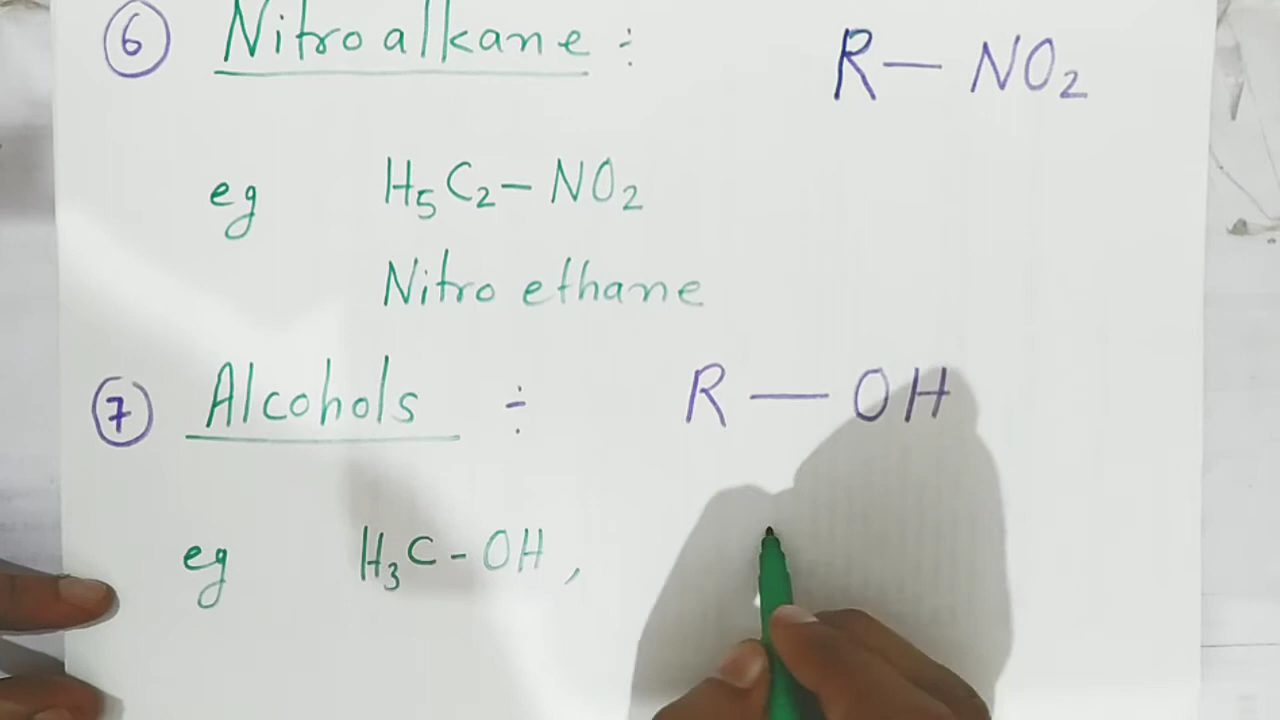 ⑥ Nitroalkane ÷ R — NO₂
eg H₅C₂ – NO₂
Nitro ethane
⑦ Alcohols ÷ R — OH
eg H₃C - OH ,